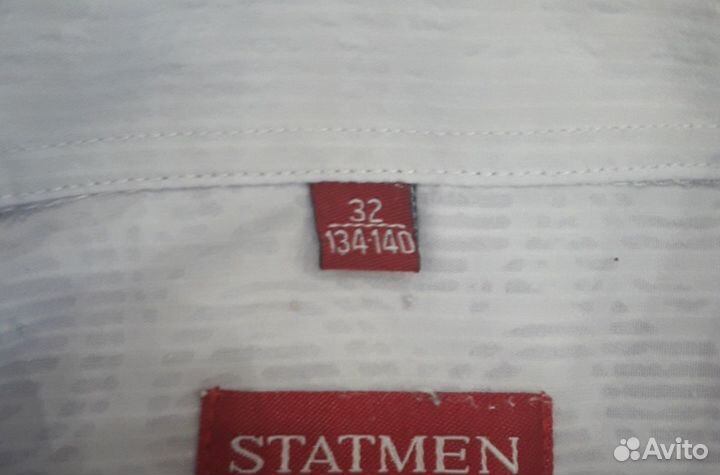 32
134-140
STATMEN
Avito